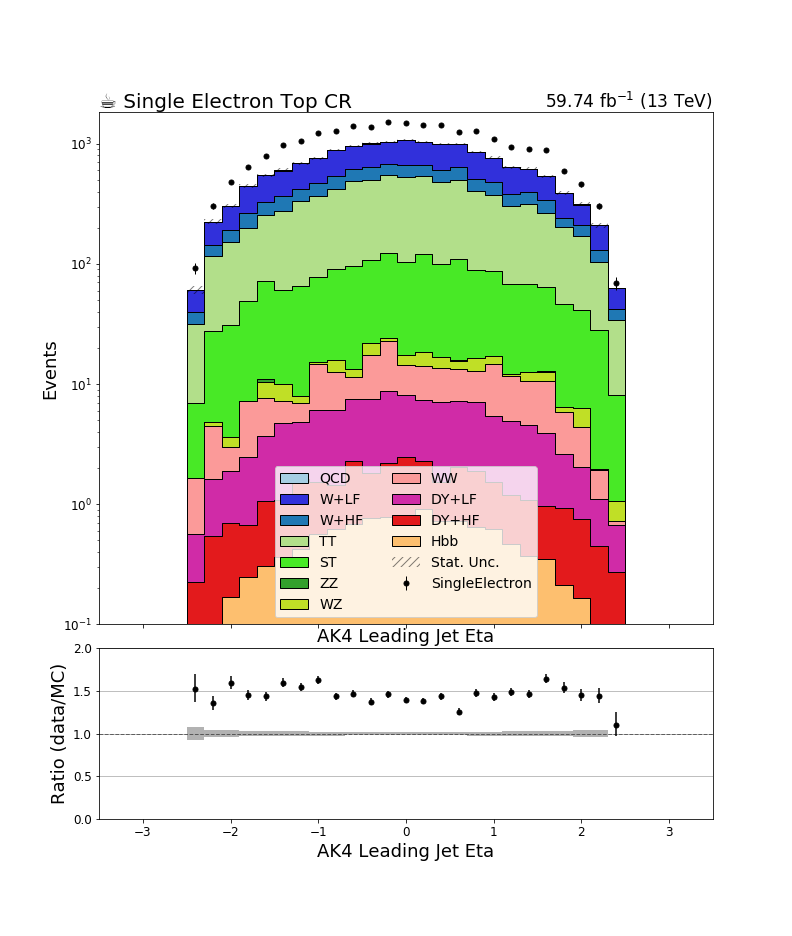 ☕ Single Electron Top CR 59.74 fb⁻¹ (13 TeV)
Events
10³
10²
10¹
10⁰
10⁻¹
QCD WW
W+LF DY+LF
W+HF DY+HF
TT Hbb
ST Stat. Unc.
ZZ SingleElectron
WZ
AK4 Leading Jet Eta
Ratio (data/MC)
2.0
1.5
1.0
0.5
0.0
−3 −2 −1 0 1 2 3
AK4 Leading Jet Eta